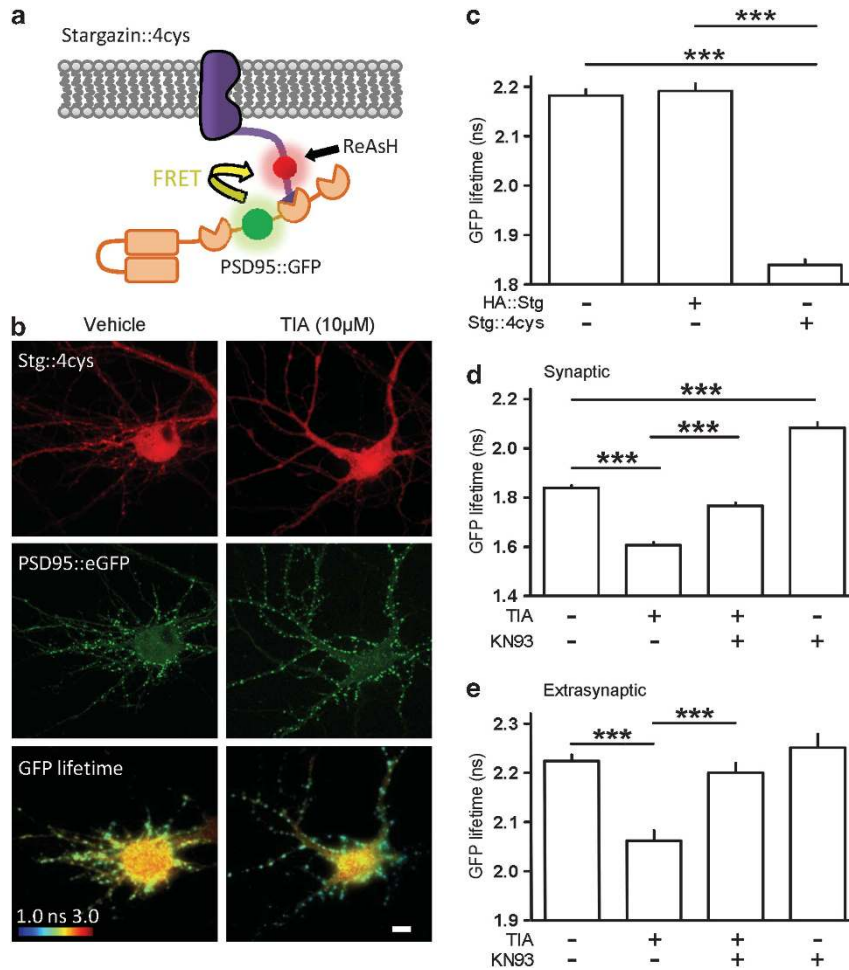 a
Stargazin::4cys
ReAsH
FRET
PSD95::GFP
b
Vehicle
TIA (10µM)
Stg::4cys
PSD95::eGFP
GFP lifetime
1.0 ns 3.0
c
***
***
GFP lifetime (ns)
2.2
2.1
2.0
1.9
1.8
HA::Stg - + -
Stg::4cys - - +
d
Synaptic
***
***
***
GFP lifetime (ns)
2.2
2.0
1.8
1.6
1.4
TIA - + + -
KN93 - - + +
e
Extrasynaptic
***
***
GFP lifetime (ns)
2.3
2.2
2.1
2.0
1.9
TIA - + + -
KN93 - - + +